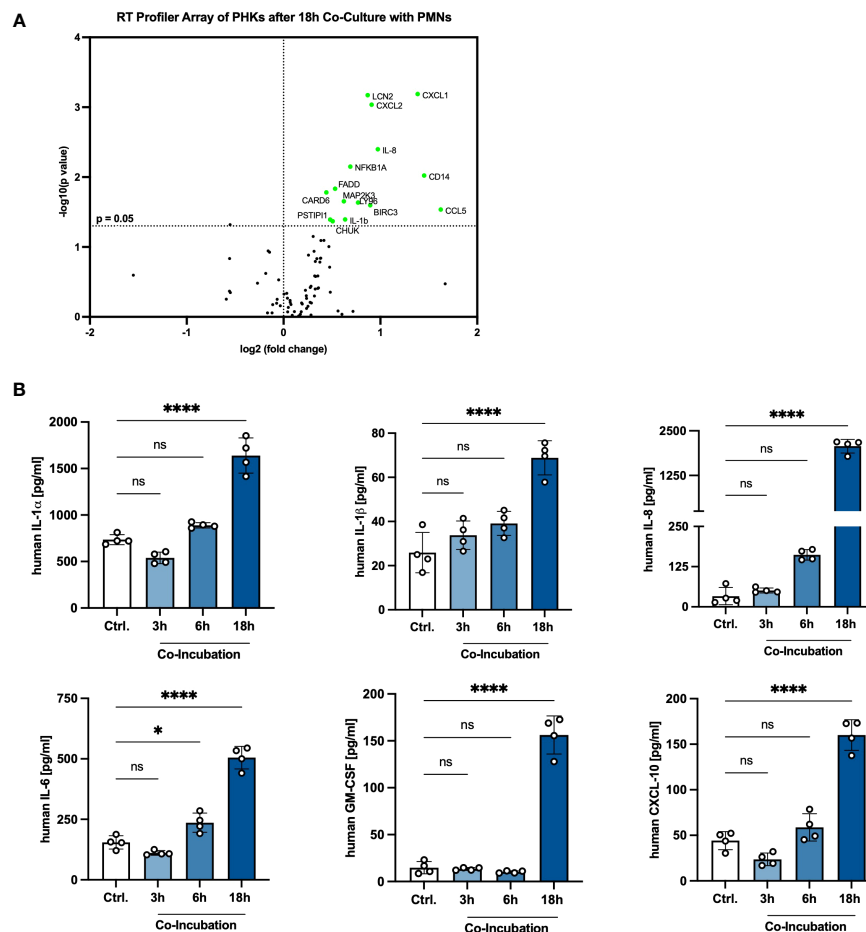 A
RT Profiler Array of PHKs after 18h Co-Culture with PMNs
4
3
2
1
0
-log10(p value)
p = 0.05
LCN2
CXCL1
CXCL2
IL-8
NFKB1A
CD14
FADD
CARD6
MAP2K3
LY96
BIRC3
CCL5
PSTIPI1
IL-1b
CHUK
-2
-1
0
1
2
log2 (fold change)
B
human IL-1α [pg/ml]
2000
1500
1000
500
0
****
ns
ns
Ctrl. 3h 6h 18h
Co-Incubation
human IL-1β [pg/ml]
80
60
40
20
0
****
ns
ns
Ctrl. 3h 6h 18h
Co-Incubation
human IL-8 [pg/ml]
2500
1250
250
125
0
****
ns
ns
Ctrl. 3h 6h 18h
Co-Incubation
human IL-6 [pg/ml]
750
500
250
0
****
*
ns
Ctrl. 3h 6h 18h
Co-Incubation
human GM-CSF [pg/ml]
200
150
100
50
0
****
ns
ns
Ctrl. 3h 6h 18h
Co-Incubation
human CXCL-10 [pg/ml]
200
150
100
50
0
****
ns
ns
Ctrl. 3h 6h 18h
Co-Incubation